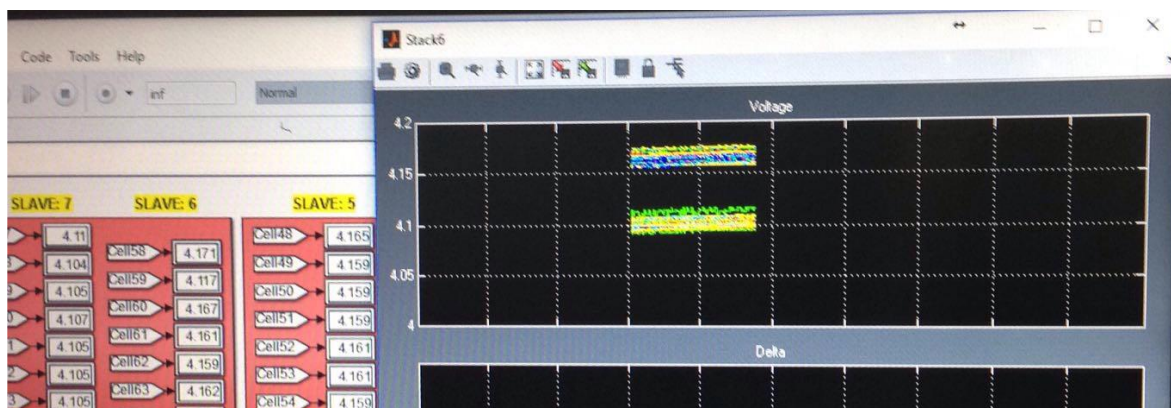 Stack6
Code Tools Help
inf Normal
Voltage
4.2
4.15
4.1
4.05
4
Delta
SLAVE: 7 SLAVE: 6 SLAVE: 5
4.11 Cell58 4.171 Cell48 4.165
4.104 Cell59 4.117 Cell49 4.159
4.105 Cell60 4.167 Cell50 4.159
4.107 Cell61 4.161 Cell51 4.159
4.105 Cell62 4.159 Cell52 4.161
4.105 Cell63 4.162 Cell53 4.161
4.105 Cell54 4.159